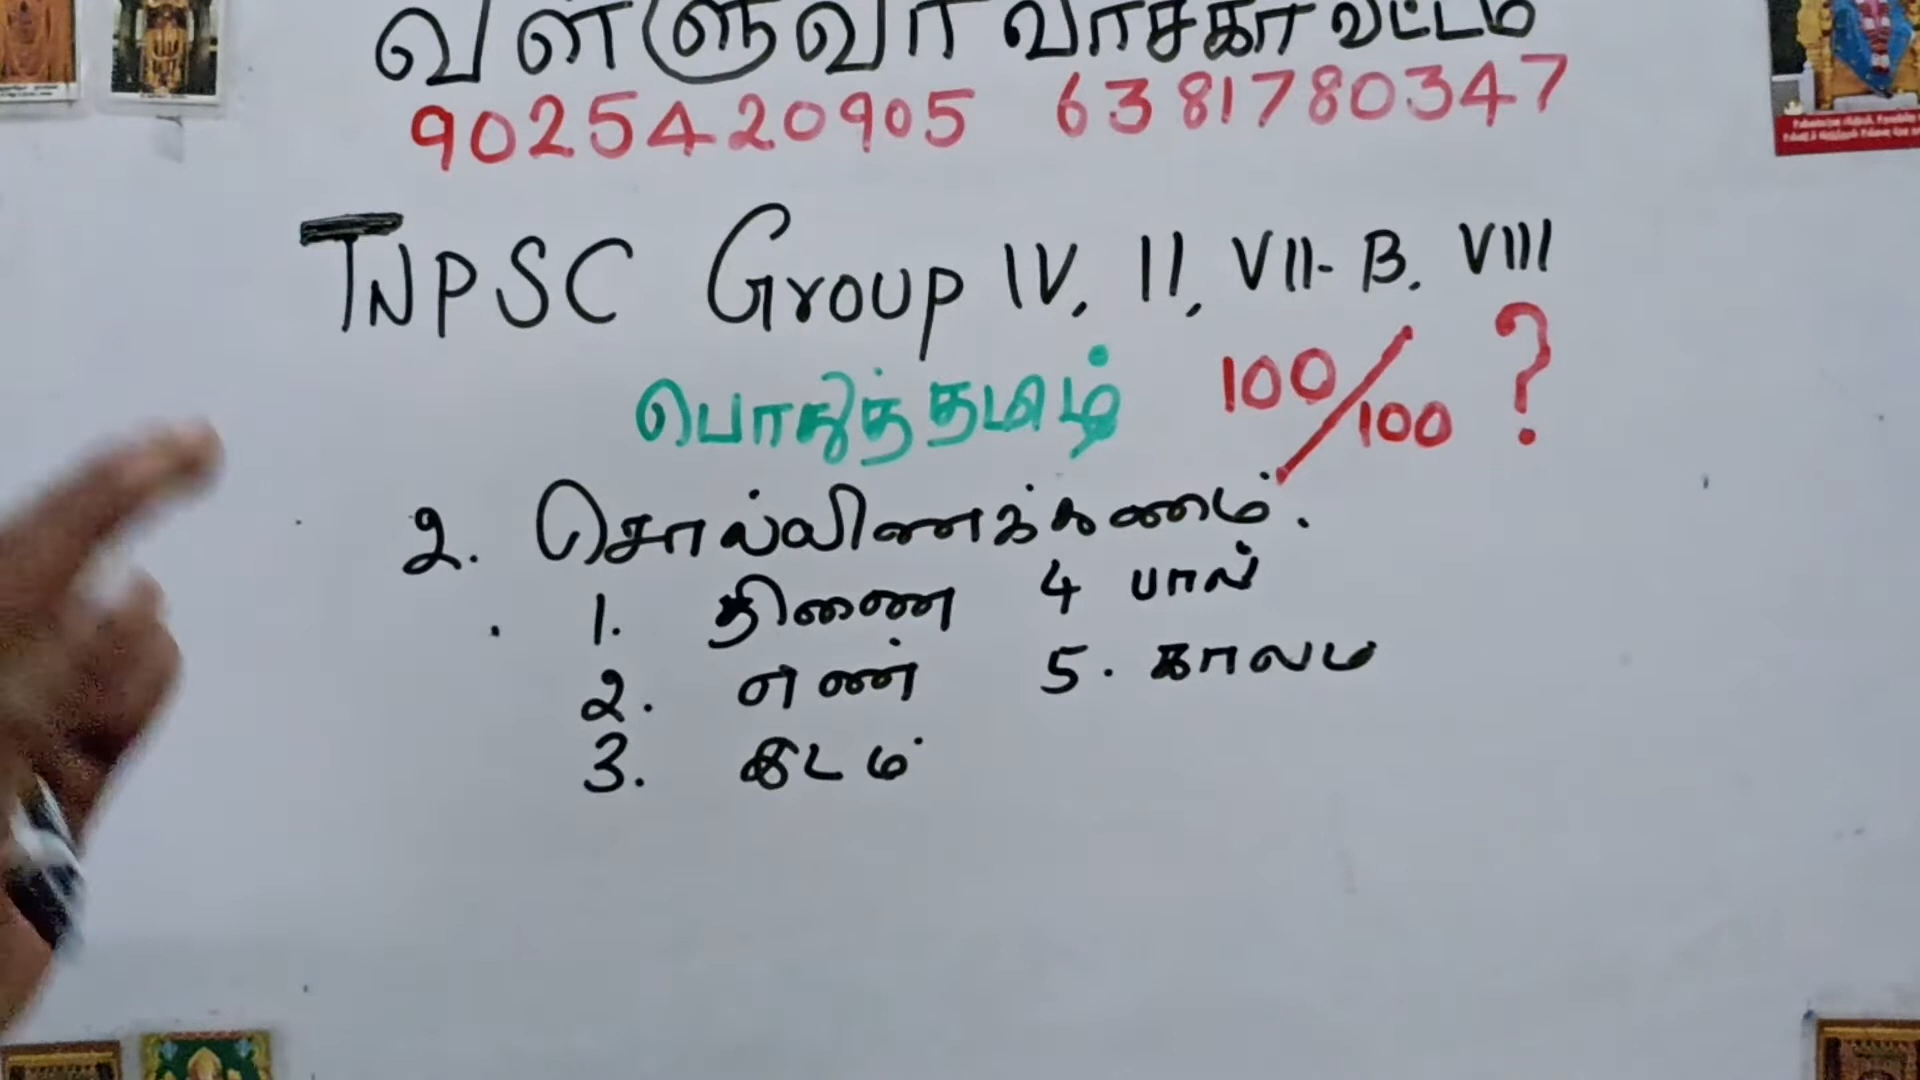 வள்ளுவர் வாசகர் வட்டம்
9025420905 6381780347
TNPSC Group IV, II, VII-B, VIII
பொதுத்தமிழ் 100/100 ?
2. சொல்லிணக்கணம்.
1. திணை 4 பால்
2. எண் 5. காலம
3. இடம்